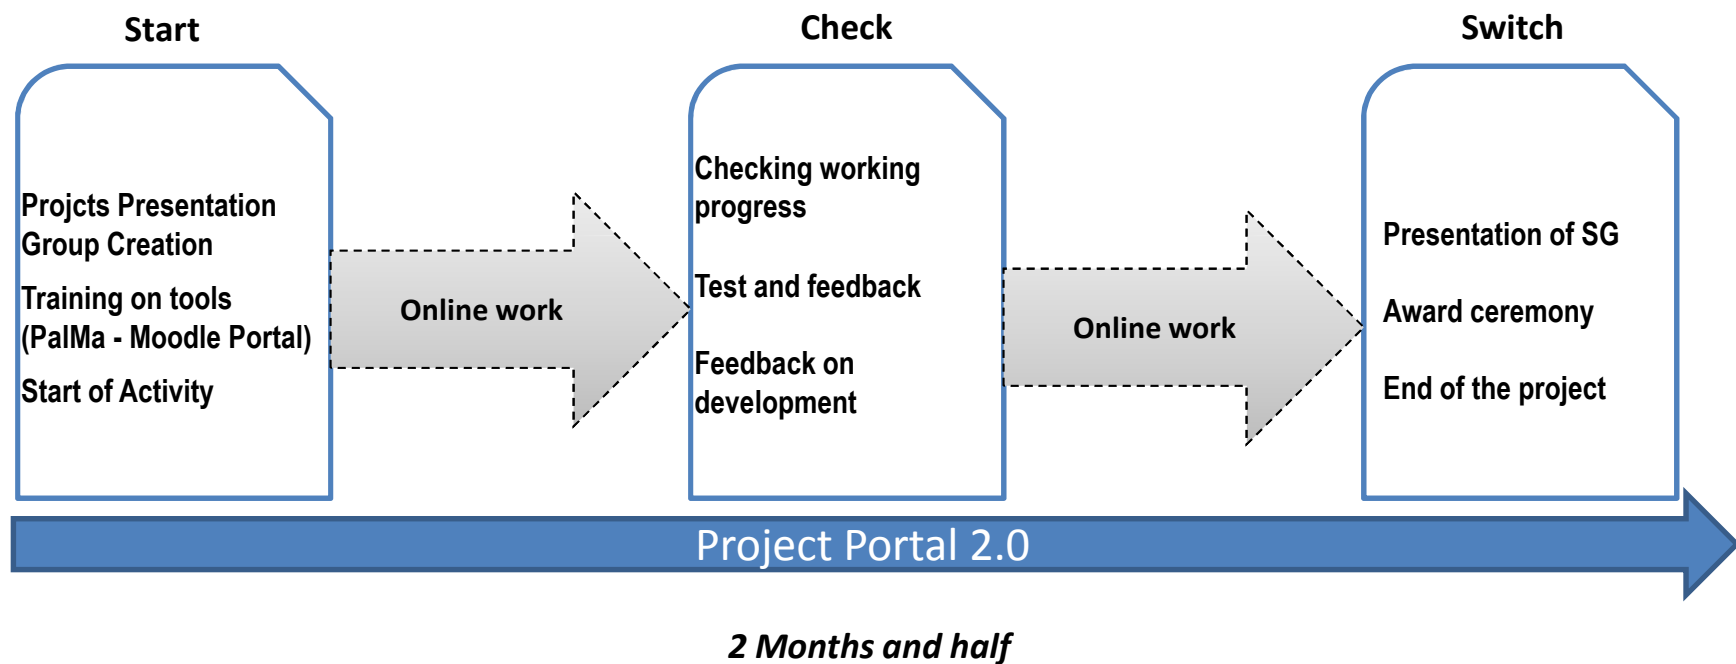 Start
Projcts Presentation
Group Creation
Training on tools
(PalMa - Moodle Portal)
Start of Activity
Online work
Check
Checking working
progress
Test and feedback
Feedback on
development
Online work
Switch
Presentation of SG
Award ceremony
End of the project
Project Portal 2.0
2 Months and half